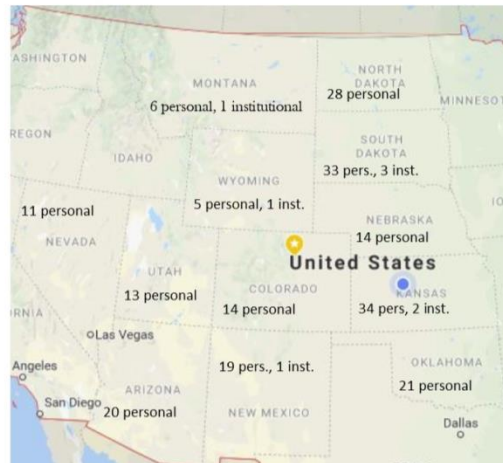 ASHINGTON
MONTANA
6 personal, 1 institutional
NORTH
DAKOTA
28 personal
MINNESOT
REGON
IDAHO
SOUTH
DAKOTA
33 pers., 3 inst.
WYOMING
5 personal, 1 inst.
IO
11 personal
NEVADA
NEBRASKA
14 personal
United States
UTAH
13 personal
COLORADO
14 personal
KANSAS
34 pers, 2 inst.
RNIA
Las Vegas
19 pers., 1 inst.
NEW MEXICO
OKLAHOMA
21 personal
Angeles
San Diego
ARIZONA
20 personal
Dallas